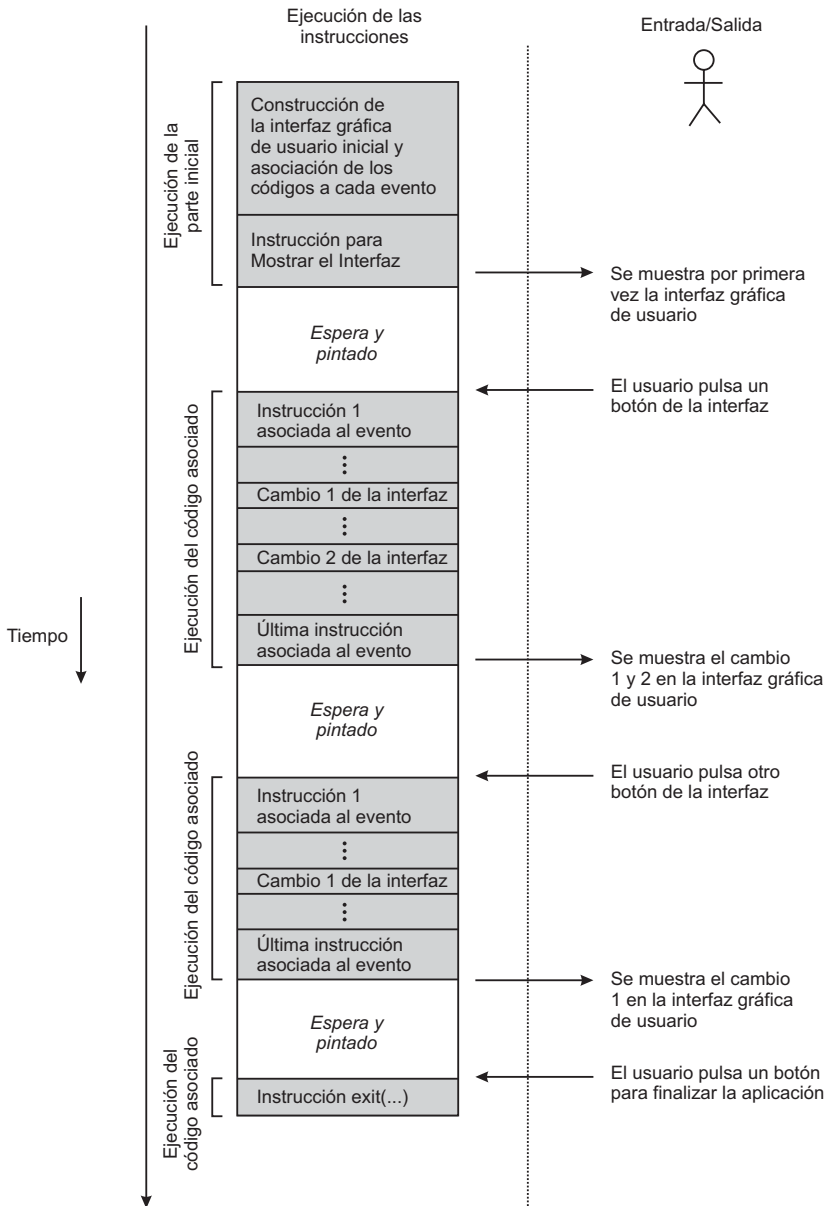 Ejecución de las
instrucciones
Entrada/Salida
Ejecución de la
parte inicial
Construcción de
la interfaz gráfica
de usuario inicial y
asociación de los
códigos a cada evento
Instrucción para
Mostrar el Interfaz
Se muestra por primera
vez la interfaz gráfica
de usuario
Espera y
pintado
El usuario pulsa un
botón de la interfaz
Ejecución del código asociado
Instrucción 1
asociada al evento
Cambio 1 de la interfaz
Cambio 2 de la interfaz
Última instrucción
asociada al evento
Tiempo
Se muestra el cambio
1 y 2 en la interfaz gráfica
de usuario
Espera y
pintado
El usuario pulsa otro
botón de la interfaz
Ejecución del código asociado
Instrucción 1
asociada al evento
Cambio 1 de la interfaz
Última instrucción
asociada al evento
Se muestra el cambio
1 en la interfaz gráfica
de usuario
Espera y
pintado
El usuario pulsa un botón
para finalizar la aplicación
Ejecución del
código asociado
Instrucción exit(...)